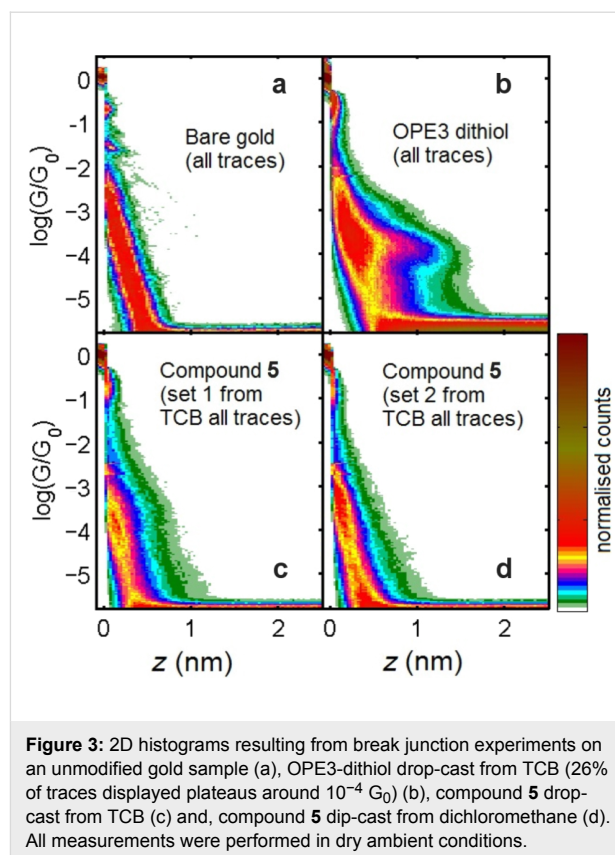 a
Bare gold
(all traces)
b
OPE3 dithiol
(all traces)
0
-1
-2
-3
-4
-5
log(G/G₀)
Compound 5
(set 1 from
TCB all traces)
c
Compound 5
(set 2 from
TCB all traces)
d
0
-1
-2
-3
-4
-5
log(G/G₀)
0 1 2
0 1 2
z (nm)
z (nm)
normalised counts
Figure 3: 2D histograms resulting from break junction experiments on
an unmodified gold sample (a), OPE3-dithiol drop-cast from TCB (26%
of traces displayed plateaus around 10⁻⁴ G₀) (b), compound 5 drop-
cast from TCB (c) and, compound 5 dip-cast from dichloromethane (d).
All measurements were performed in dry ambient conditions.